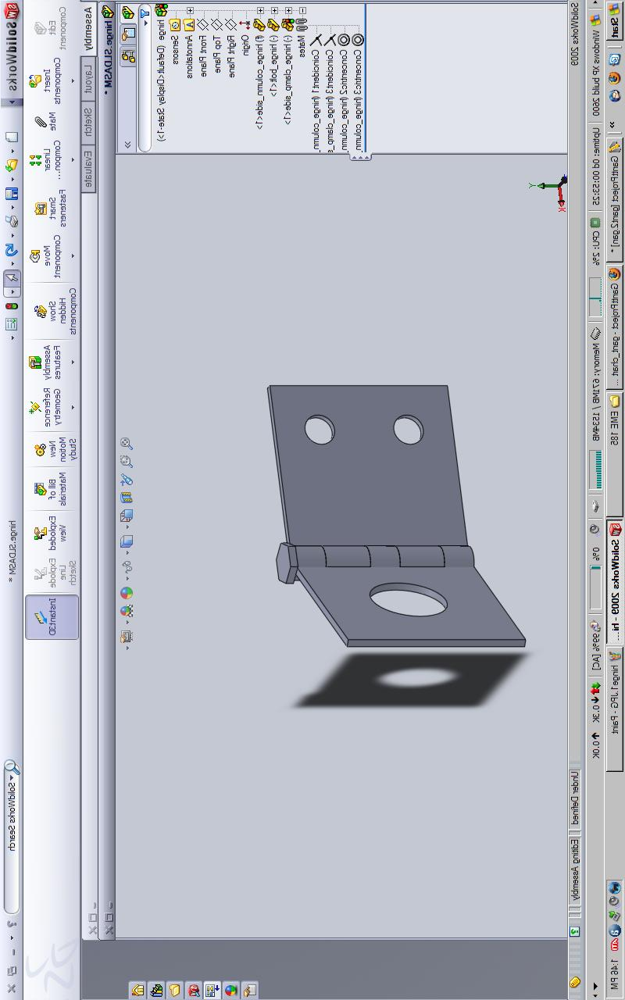 SolidWorks
hinge.SLDASM *
SolidWorks Search
Edit Component
Insert Components
Mate
Linear Compon...
Smart Fasteners
Move Component
Show Hidden Components
Assembly Features
Reference Geometry
New Motion Study
Bill of Materials
Exploded View
Explode Line Sketch
Instant3D
Assembly
Layout
Sketch
Evaluate
hinge.SLDASM *
hinge (Default<Display State-1>)
Sensors
Annotations
Front Plane
Top Plane
Right Plane
Origin
(f) hinge_column_side<1>
(-) hinge_bolt<1>
(-) hinge_clamp_side<1>
Mates
Coincident1 (hinge_column
Coincident3 (hinge_clamp_s
Concentric2 (hinge_column
Concentric3 (hinge_column
Y
X
SolidWorks 2009
Under Defined
Editing Assembly
Windows XP build 0092
Uptime: 0d 00:53:25
CPU: 2%
Memory: 679MB / 1534MB
0%
99% [AC]
0.3K
0.0K
Start
GanttProject [gantt2.gan] *
GanttProject - gant_chart ...
EME 185
SolidWorks 2009 - hi...
Hinge1.JPG - Paint
1:46 PM